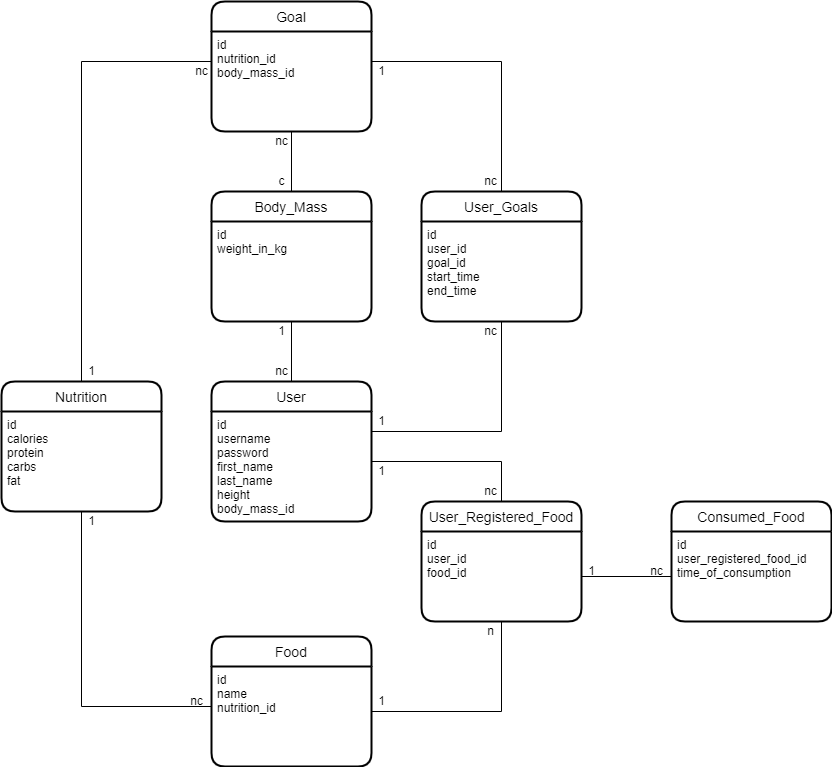 Goal
id
nutrition_id
body_mass_id
nc
1
nc
c
nc
Body_Mass
id
weight_in_kg
User_Goals
id
user_id
goal_id
start_time
end_time
1
nc
nc
1
Nutrition
id
calories
protein
carbs
fat
User
id
username
password
first_name
last_name
height
body_mass_id
1
1
nc
1
User_Registered_Food
id
user_id
food_id
Consumed_Food
id
user_registered_food_id
time_of_consumption
1
nc
n
Food
id
name
nutrition_id
nc
1